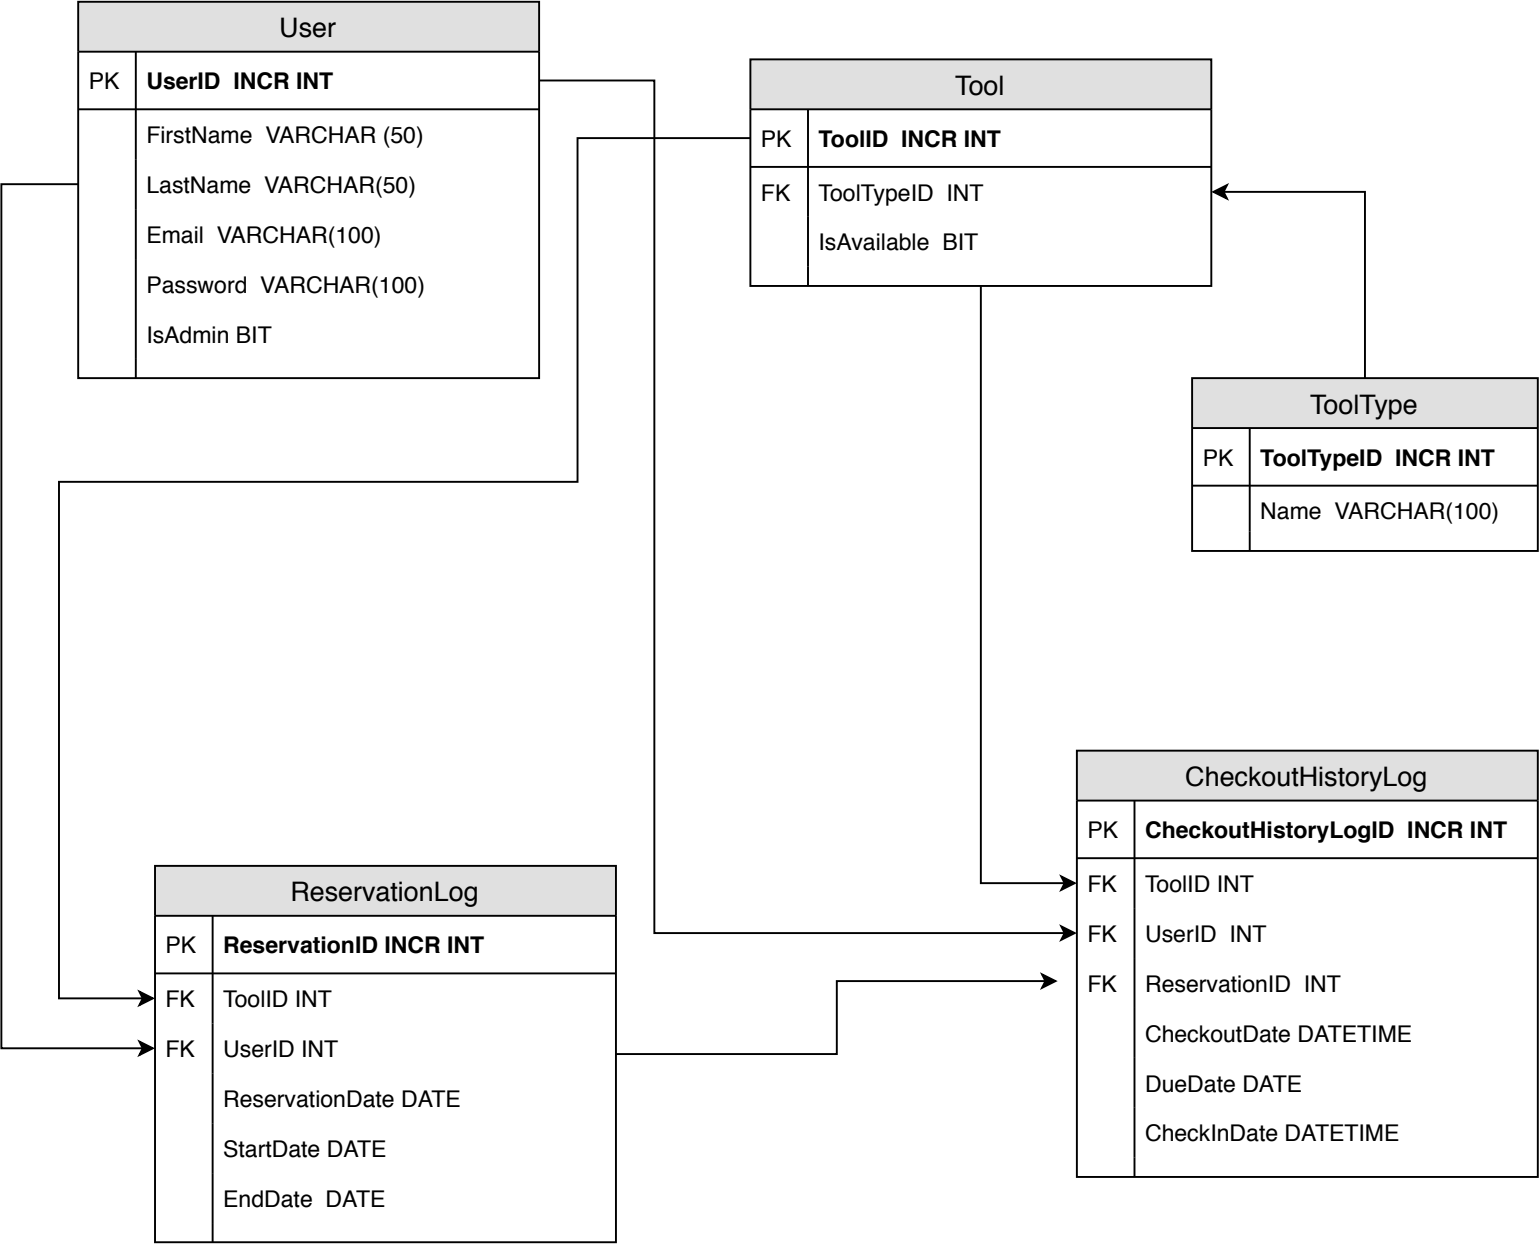 User
PK UserID  INCR INT
FirstName  VARCHAR (50)
LastName  VARCHAR(50)
Email  VARCHAR(100)
Password  VARCHAR(100)
IsAdmin BIT
Tool
PK ToolID  INCR INT
FK ToolTypeID  INT
IsAvailable  BIT
ToolType
PK ToolTypeID  INCR INT
Name  VARCHAR(100)
CheckoutHistoryLog
PK CheckoutHistoryLogID  INCR INT
FK ToolID INT
FK UserID  INT
FK ReservationID  INT
CheckoutDate DATETIME
DueDate DATE
CheckInDate DATETIME
ReservationLog
PK ReservationID INCR INT
FK ToolID INT
FK UserID INT
ReservationDate DATE
StartDate DATE
EndDate  DATE